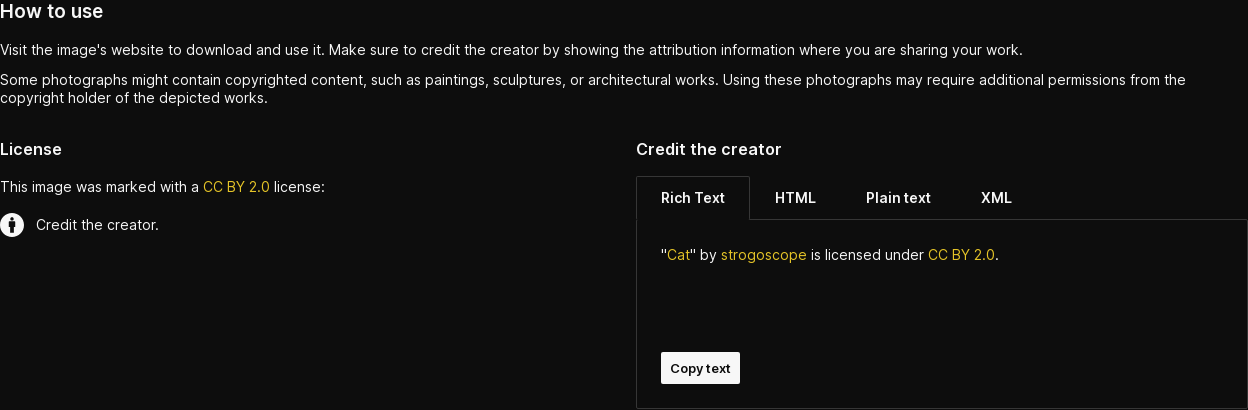 How to use
Visit the image's website to download and use it. Make sure to credit the creator by showing the attribution information where you are sharing your work.
Some photographs might contain copyrighted content, such as paintings, sculptures, or architectural works. Using these photographs may require additional permissions from the
copyright holder of the depicted works.
License
This image was marked with a CC BY 2.0 license:
Credit the creator.
Credit the creator
Rich Text HTML Plain text XML
"Cat" by strogoscope is licensed under CC BY 2.0.
Copy text